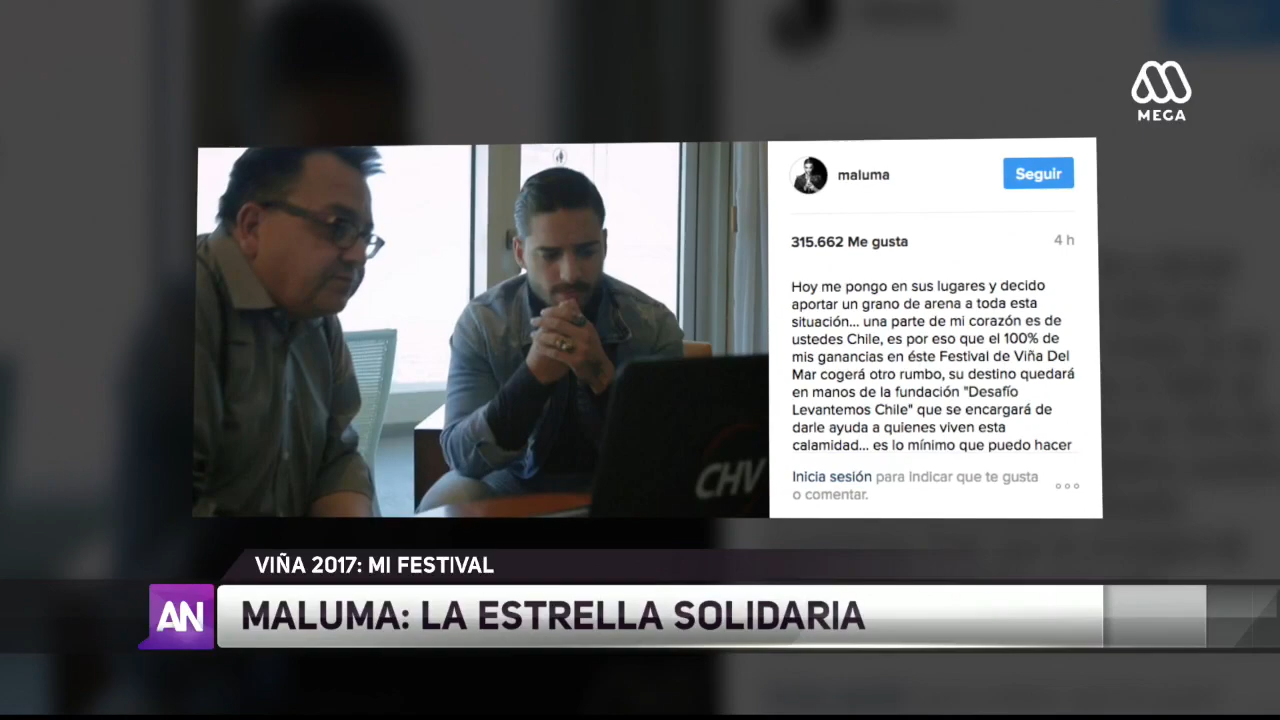 MEGA
maluma
Seguir
315.662 Me gusta
4 h
Hoy me pongo en sus lugares y decido
aportar un grano de arena a toda esta
situación... una parte de mi corazón es de
ustedes Chile, es por eso que el 100% de
mis ganancias en éste Festival de Viña Del
Mar cogerá otro rumbo, su destino quedará
en manos de la fundación "Desafío
Levantemos Chile" que se encargará de
darle ayuda a quienes viven esta
calamidad... es lo mínimo que puedo hacer
Inicia sesión para indicar que te gusta
o comentar.
CHV
VIÑA 2017: MI FESTIVAL
AN
MALUMA: LA ESTRELLA SOLIDARIA